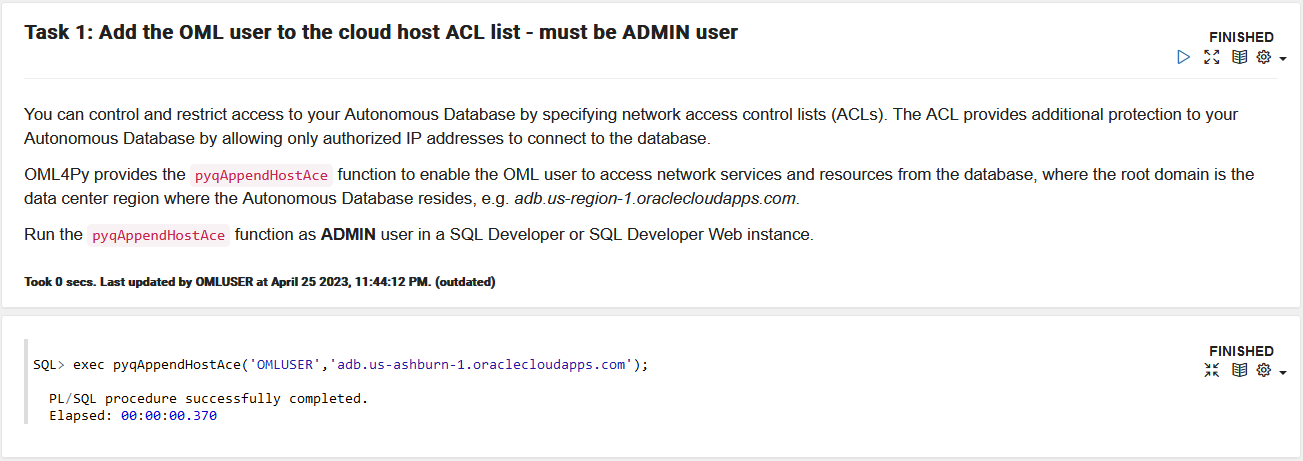 Task 1: Add the OML user to the cloud host ACL list - must be ADMIN user
FINISHED
You can control and restrict access to your Autonomous Database by specifying network access control lists (ACLs). The ACL provides additional protection to your
Autonomous Database by allowing only authorized IP addresses to connect to the database.
OML4Py provides the pyqAppendHostAce function to enable the OML user to access network services and resources from the database, where the root domain is the
data center region where the Autonomous Database resides, e.g. adb.us-region-1.oraclecloudapps.com.
Run the pyqAppendHostAce function as ADMIN user in a SQL Developer or SQL Developer Web instance.
Took 0 secs. Last updated by OMLUSER at April 25 2023, 11:44:12 PM. (outdated)
FINISHED
SQL> exec pyqAppendHostAce('OMLUSER','adb.us-ashburn-1.oraclecloudapps.com');
PL/SQL procedure successfully completed.
Elapsed: 00:00:00.370